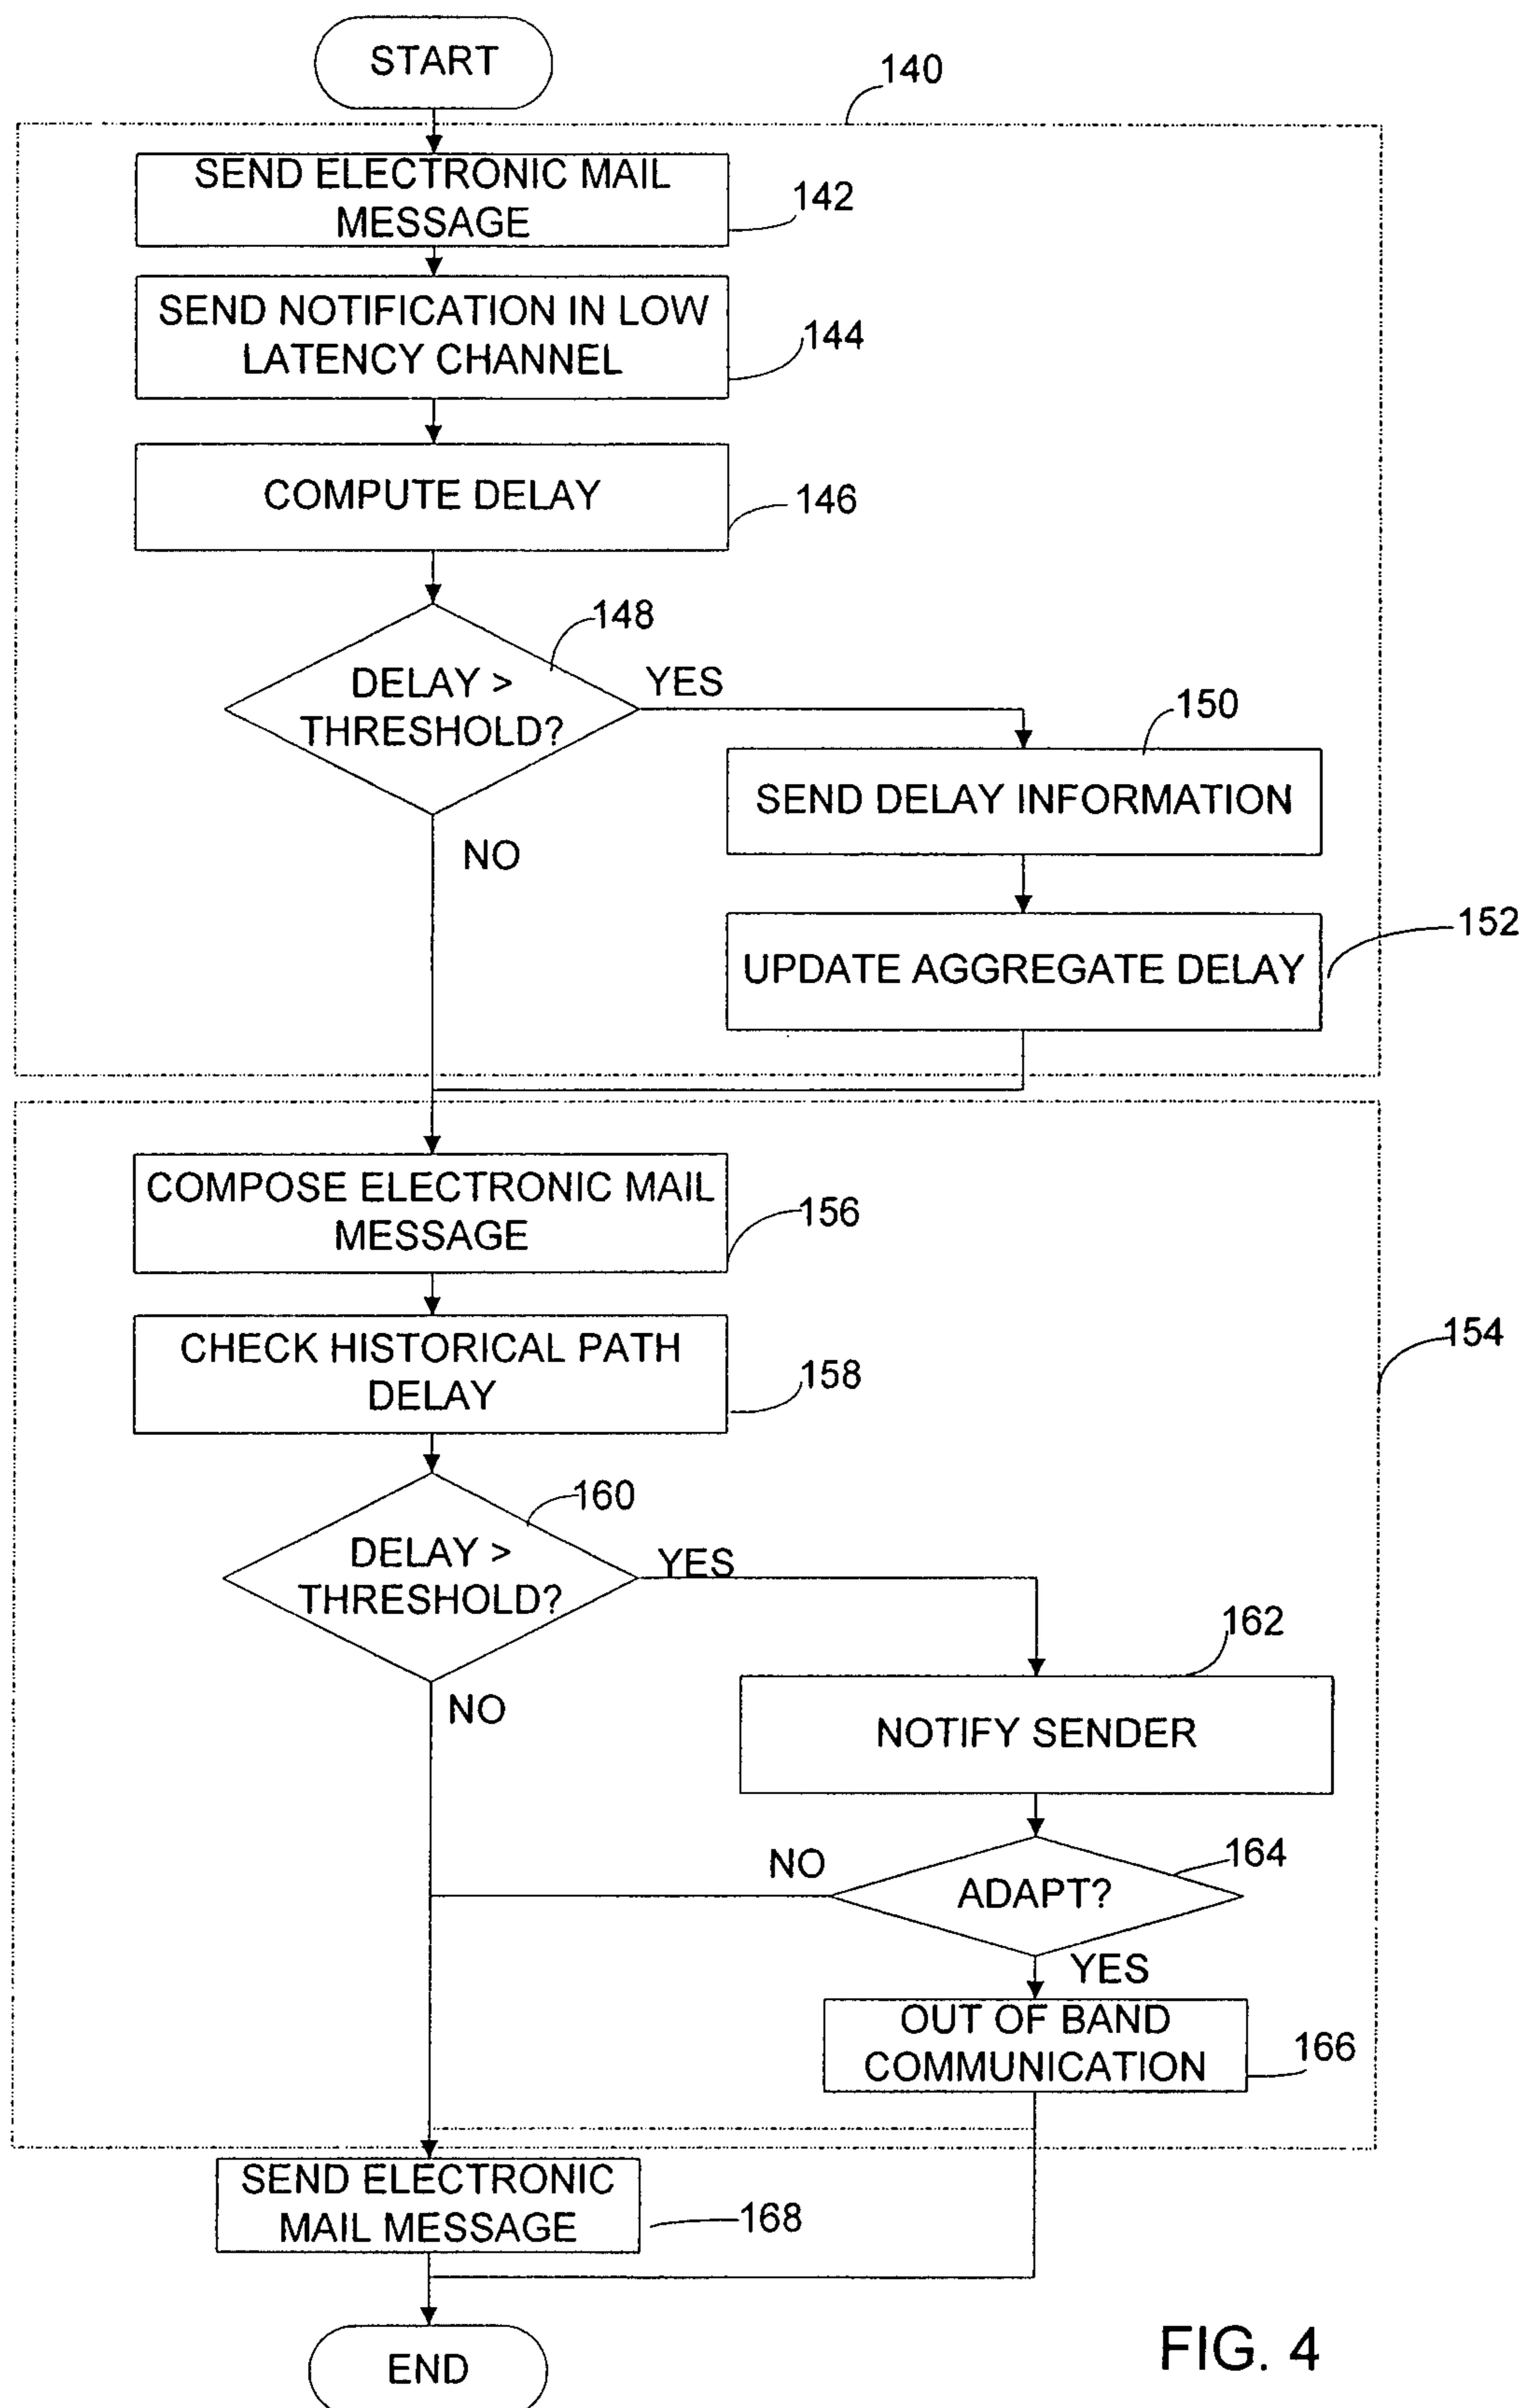 START
140
SEND ELECTRONIC MAIL
MESSAGE
142
SEND NOTIFICATION IN LOW
LATENCY CHANNEL
144
COMPUTE DELAY
146
148
DELAY >
THRESHOLD?
YES
150
SEND DELAY INFORMATION
NO
152
UPDATE AGGREGATE DELAY
COMPOSE ELECTRONIC MAIL
MESSAGE
156
CHECK HISTORICAL PATH
DELAY
158
154
160
DELAY >
THRESHOLD?
YES
162
NO
NOTIFY SENDER
164
NO
ADAPT?
YES
OUT OF BAND
COMMUNICATION
166
SEND ELECTRONIC
MAIL MESSAGE
168
END
FIG. 4